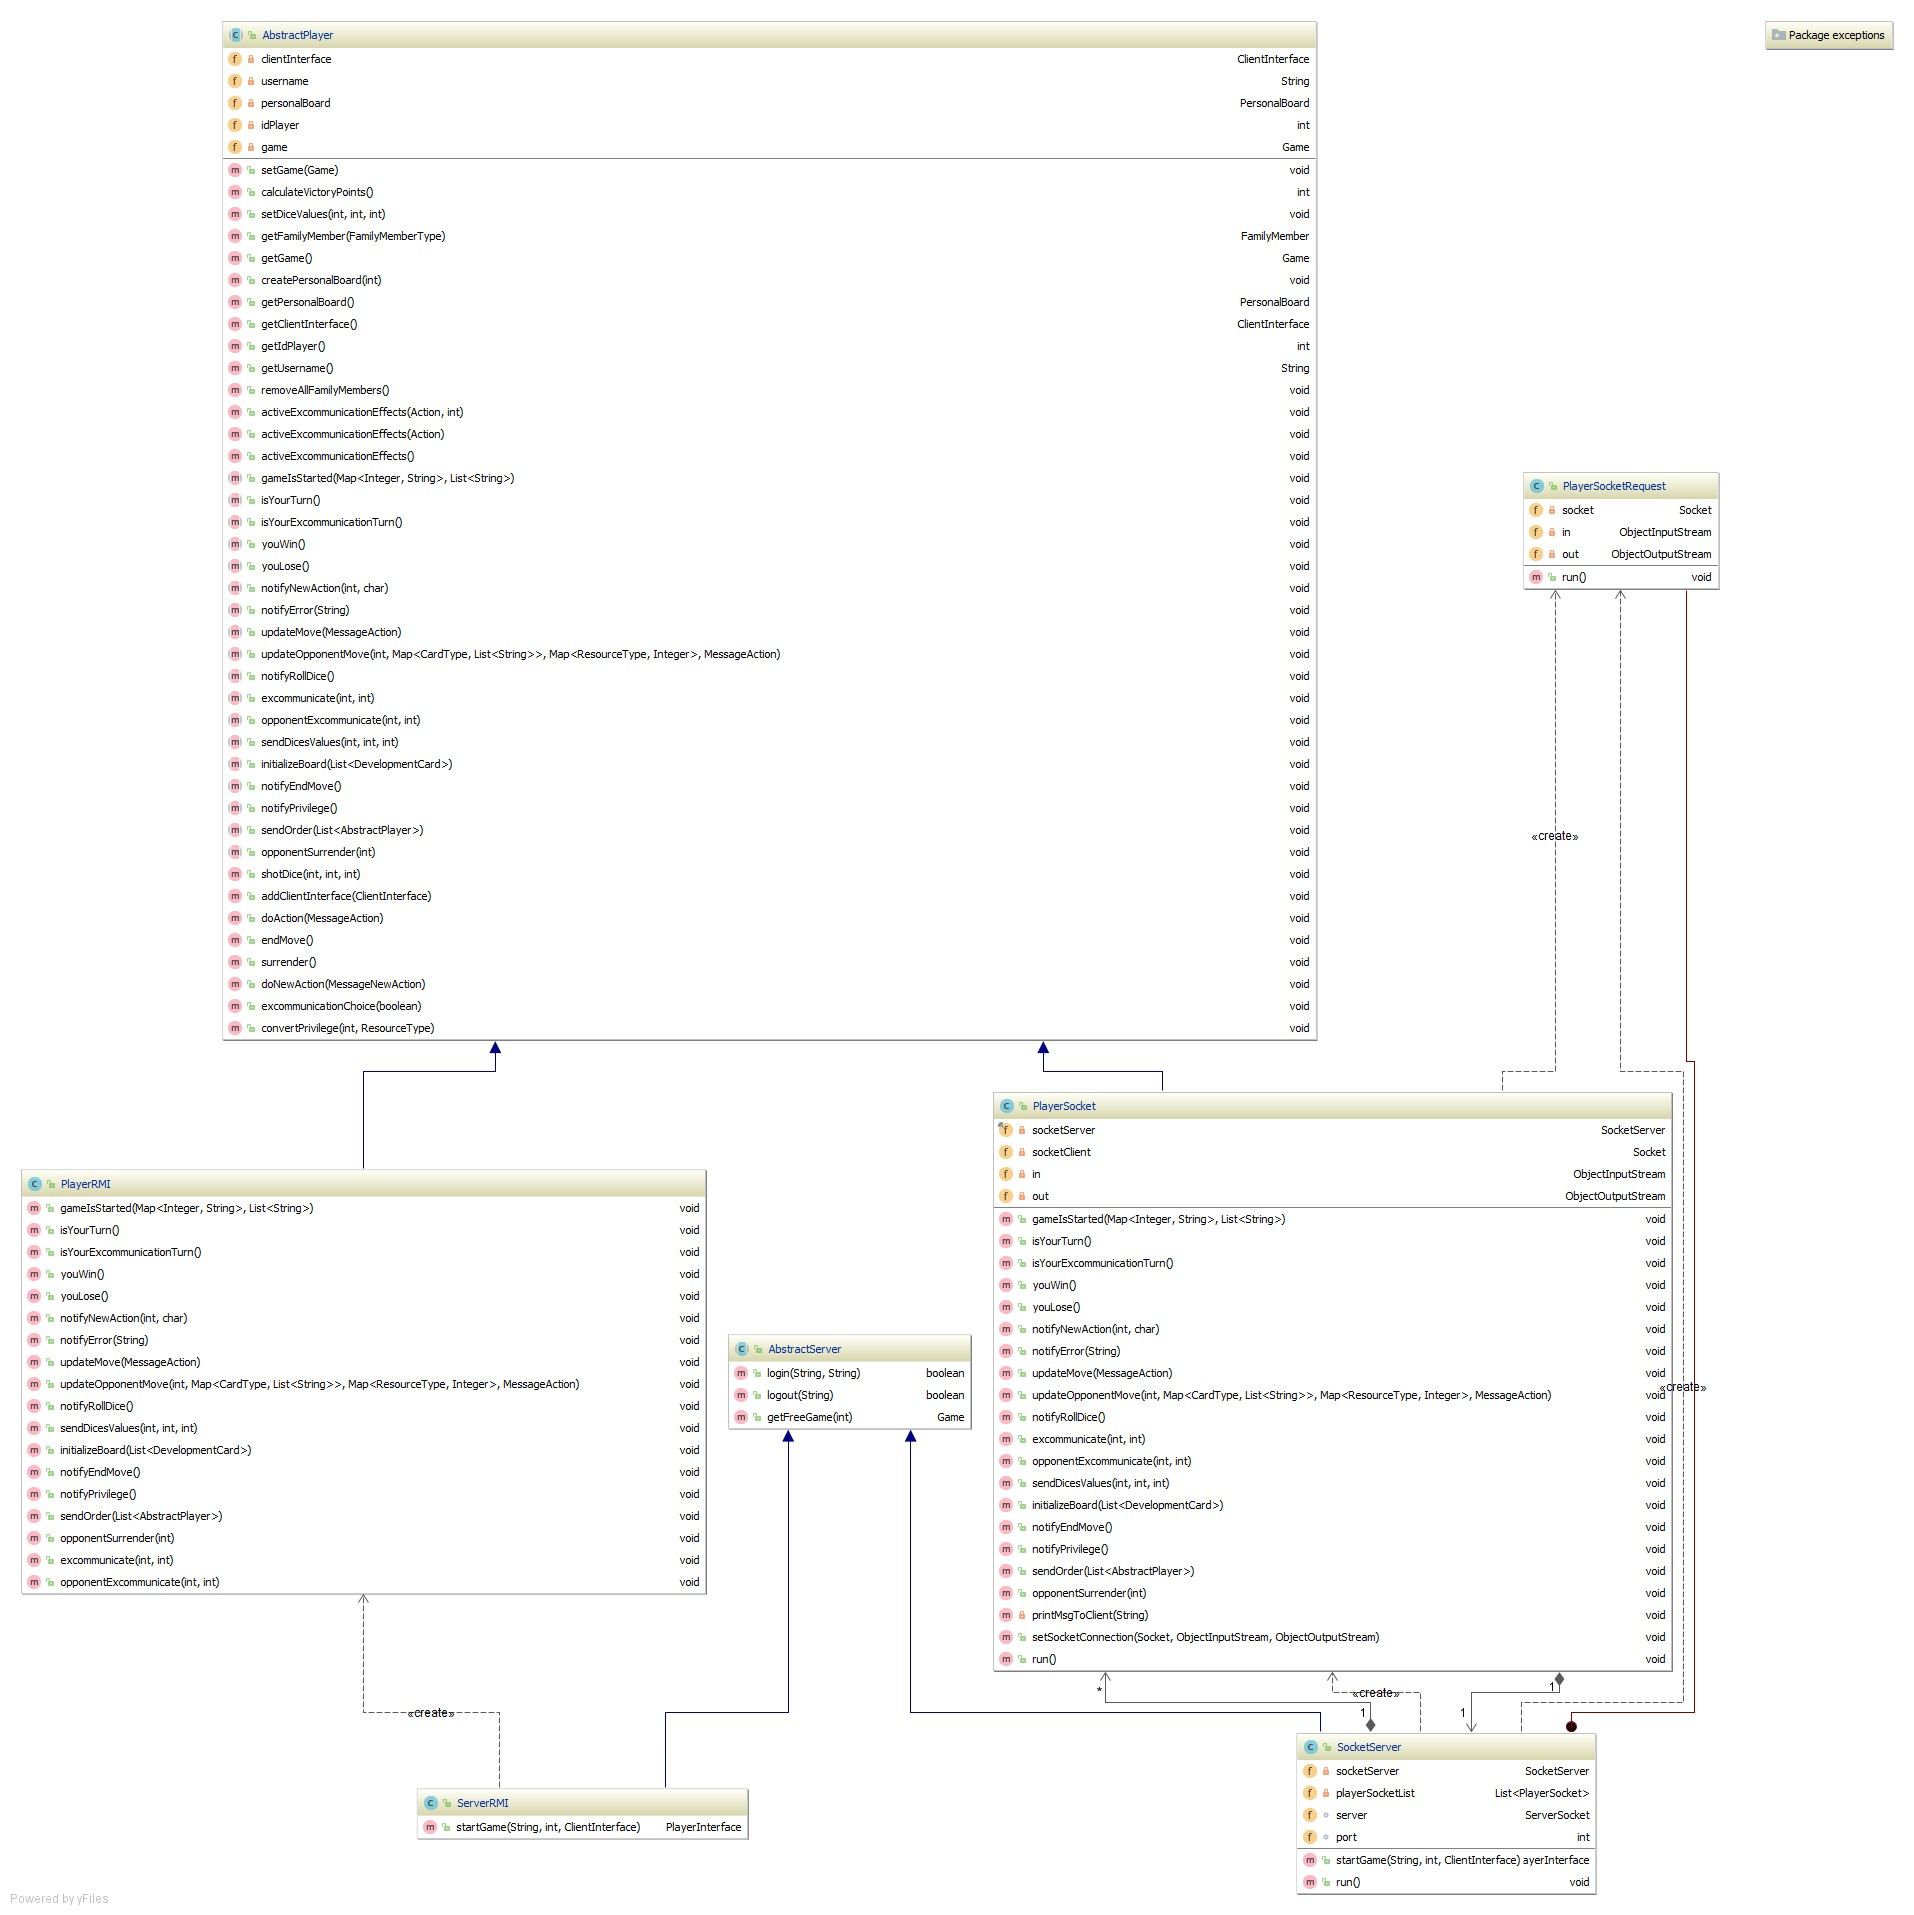 AbstractPlayer
clientInterface ClientInterface
username String
personalBoard PersonalBoard
idPlayer int
game Game
setGame(Game) void
calculateVictoryPoints() int
setDiceValues(int, int, int) void
getFamilyMember(FamilyMemberType) FamilyMember
getGame() Game
createPersonalBoard(int) void
getPersonalBoard() PersonalBoard
getClientInterface() ClientInterface
getIdPlayer() int
getUsername() String
removeAllFamilyMembers() void
activeExcommunicationEffects(Action, int) void
activeExcommunicationEffects(Action) void
activeExcommunicationEffects() void
gameIsStarted(Map<Integer, String>, List<String>) void
isYourTurn() void
isYourExcommunicationTurn() void
youWin() void
youLose() void
notifyNewAction(int, char) void
notifyError(String) void
updateMove(MessageAction) void
updateOpponentMove(int, Map<CardType, List<String>>, Map<ResourceType, Integer>, MessageAction) void
notifyRollDice() void
excommunicate(int, int) void
opponentExcommunicate(int, int) void
sendDicesValues(int, int, int) void
initializeBoard(List<DevelopmentCard>) void
notifyEndMove() void
notifyPrivilege() void
sendOrder(List<AbstractPlayer>) void
opponentSurrender(int) void
shotDice(int, int, int) void
addClientInterface(ClientInterface) void
doAction(MessageAction) void
endMove() void
surrender() void
doNewAction(MessageNewAction) void
excommunicationChoice(boolean) void
convertPrivilege(int, ResourceType) void
Package exceptions
PlayerSocketRequest
socket Socket
in ObjectInputStream
out ObjectOutputStream
run() void
«create»
PlayerRMI
gameIsStarted(Map<Integer, String>, List<String>) void
isYourTurn() void
isYourExcommunicationTurn() void
youWin() void
youLose() void
notifyNewAction(int, char) void
notifyError(String) void
updateMove(MessageAction) void
updateOpponentMove(int, Map<CardType, List<String>>, Map<ResourceType, Integer>, MessageAction) void
notifyRollDice() void
sendDicesValues(int, int, int) void
initializeBoard(List<DevelopmentCard>) void
notifyEndMove() void
notifyPrivilege() void
sendOrder(List<AbstractPlayer>) void
opponentSurrender(int) void
excommunicate(int, int) void
opponentExcommunicate(int, int) void
AbstractServer
login(String, String) boolean
logout(String) boolean
getFreeGame(int) Game
PlayerSocket
socketServer SocketServer
socketClient Socket
in ObjectInputStream
out ObjectOutputStream
gameIsStarted(Map<Integer, String>, List<String>) void
isYourTurn() void
isYourExcommunicationTurn() void
youWin() void
youLose() void
notifyNewAction(int, char) void
notifyError(String) void
updateMove(MessageAction) void
updateOpponentMove(int, Map<CardType, List<String>>, Map<ResourceType, Integer>, MessageAction) void
notifyRollDice() void
excommunicate(int, int) void
opponentExcommunicate(int, int) void
sendDicesValues(int, int, int) void
initializeBoard(List<DevelopmentCard>) void
notifyEndMove() void
notifyPrivilege() void
sendOrder(List<AbstractPlayer>) void
opponentSurrender(int) void
printMsgToClient(String) void
setSocketConnection(Socket, ObjectInputStream, ObjectOutputStream) void
run() void
«create»
* 1
«create»
1 1
«create»
ServerRMI
startGame(String, int, ClientInterface) PlayerInterface
SocketServer
socketServer SocketServer
playerSocketList List<PlayerSocket>
server ServerSocket
port int
startGame(String, int, ClientInterface) ayerInterface
run() void
Powered by yFiles